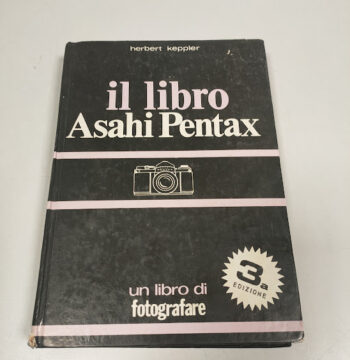 herbert keppler
il libro
Asahi Pentax
3a
EDIZIONE
un libro di
fotografare